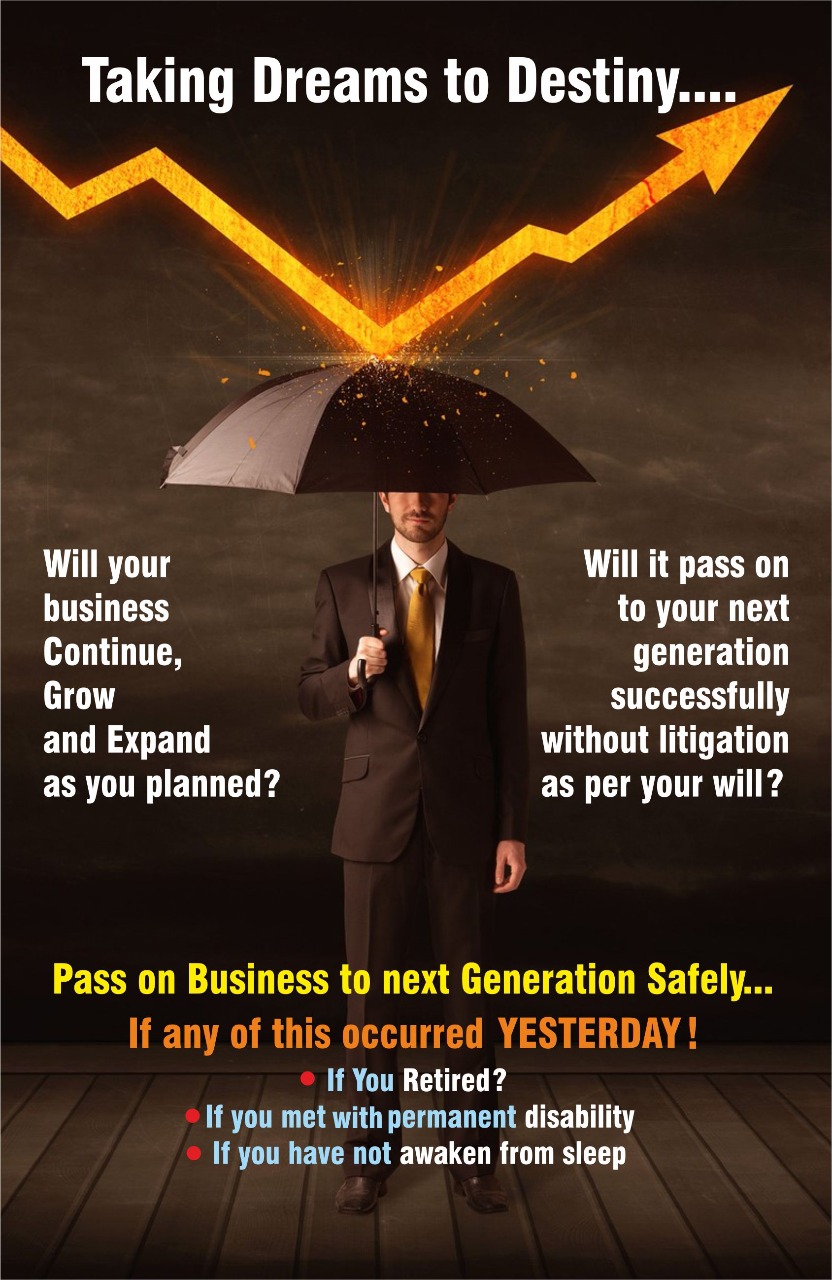 Taking Dreams to Destiny....
Will your
business
Continue,
Grow
and Expand
as you planned?
Will it pass on
to your next
generation
successfully
without litigation
as per your will?
Pass on Business to next Generation Safely...
If any of this occurred YESTERDAY!
• If You Retired?
• If you met with permanent disability
• If you have not awaken from sleep